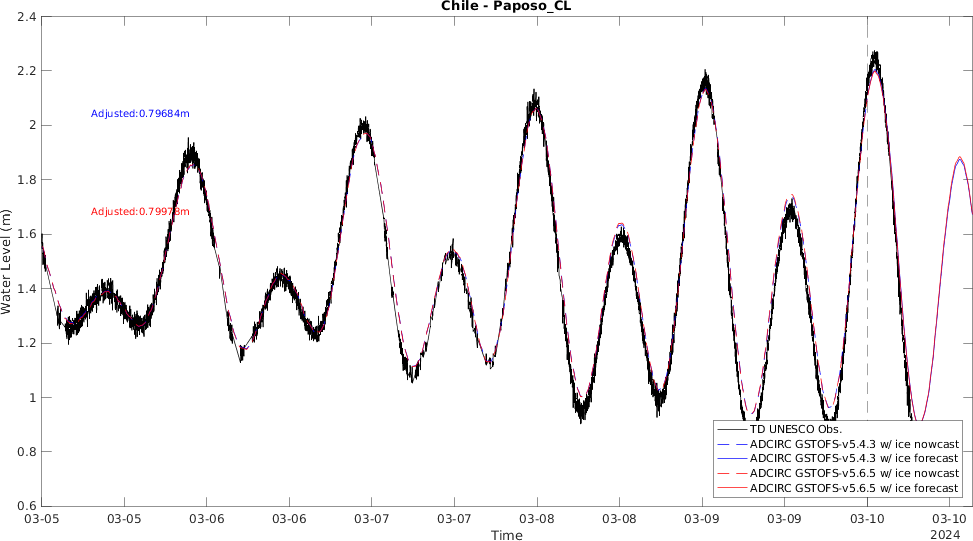 Chile - Paposo_CL
2.4
2.2
2
1.8
1.6
1.4
1.2
1
0.8
0.6
Water Level (m)
Adjusted:0.79684m
Adjusted:0.79973m
TD UNESCO Obs.
ADCIRC GSTOFS-v5.4.3 w/ ice nowcast
ADCIRC GSTOFS-v5.4.3 w/ ice forecast
ADCIRC GSTOFS-v5.6.5 w/ ice nowcast
ADCIRC GSTOFS-v5.6.5 w/ ice forecast
03-05 03-05 03-06 03-06 03-07 03-07 03-08 03-08 03-09 03-09 03-10 03-10
Time
2024